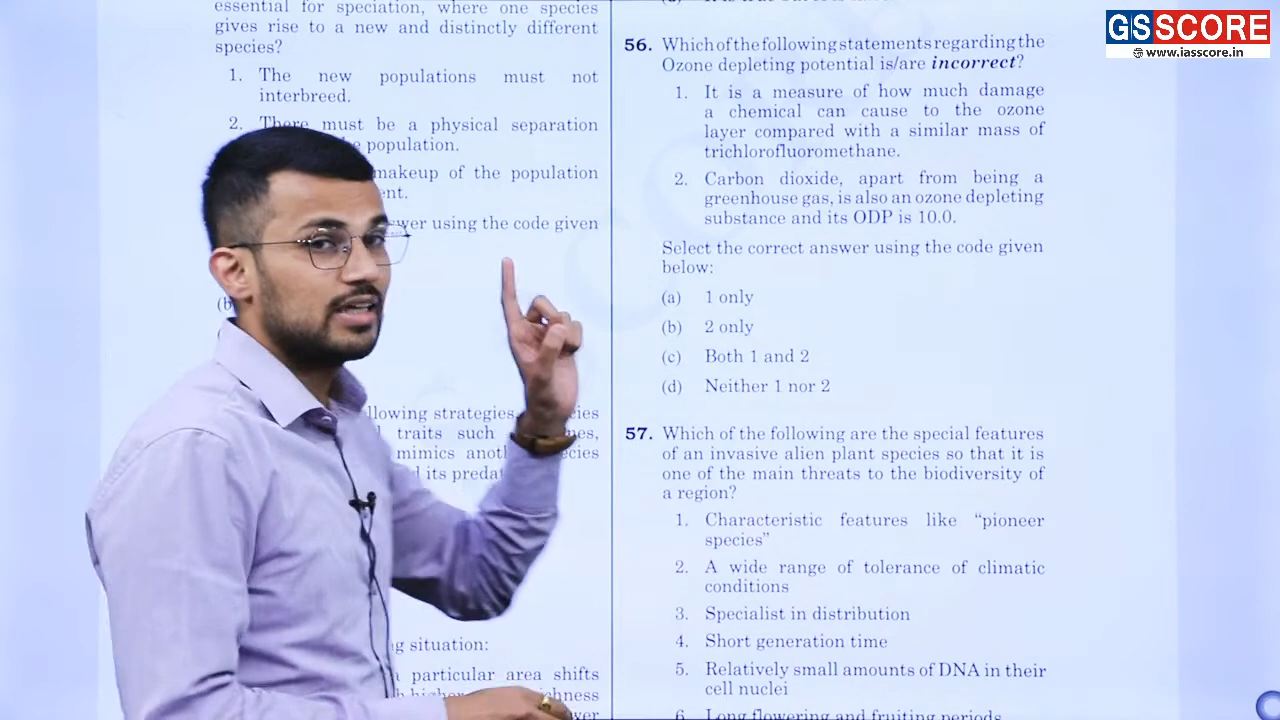 essential for speciation, where one species
gives rise to a new and distinctly different
species?
1. The new populations must not
interbreed.
2. There must be a physical separation
population.
makeup of the population
wer using the code given
llowing strategies,
traits such
mimics
its
situation:
particular area shifts
56. Which of the following statements regarding the
Ozone depleting potential is/are incorrect?
1. It is a measure of how much damage
a chemical can cause to the ozone
layer compared with a similar mass of
trichlorofluoromethane.
2. Carbon dioxide, apart from being a
greenhouse gas, is also an ozone depleting
substance and its ODP is 10.0.
Select the correct answer using the code given
below:
(a) 1 only
(b) 2 only
(c) Both 1 and 2
(d) Neither 1 nor 2
57. Which of the following are the special features
of an invasive alien plant species so that it is
one of the main threats to the biodiversity of
a region?
1. Characteristic features like “pioneer
species”
2. A wide range of tolerance of climatic
conditions
3. Specialist in distribution
4. Short generation time
5. Relatively small amounts of DNA in their
cell nuclei
6. Long flowering and fruiting periods
GSSCORE
www.iasscore.in